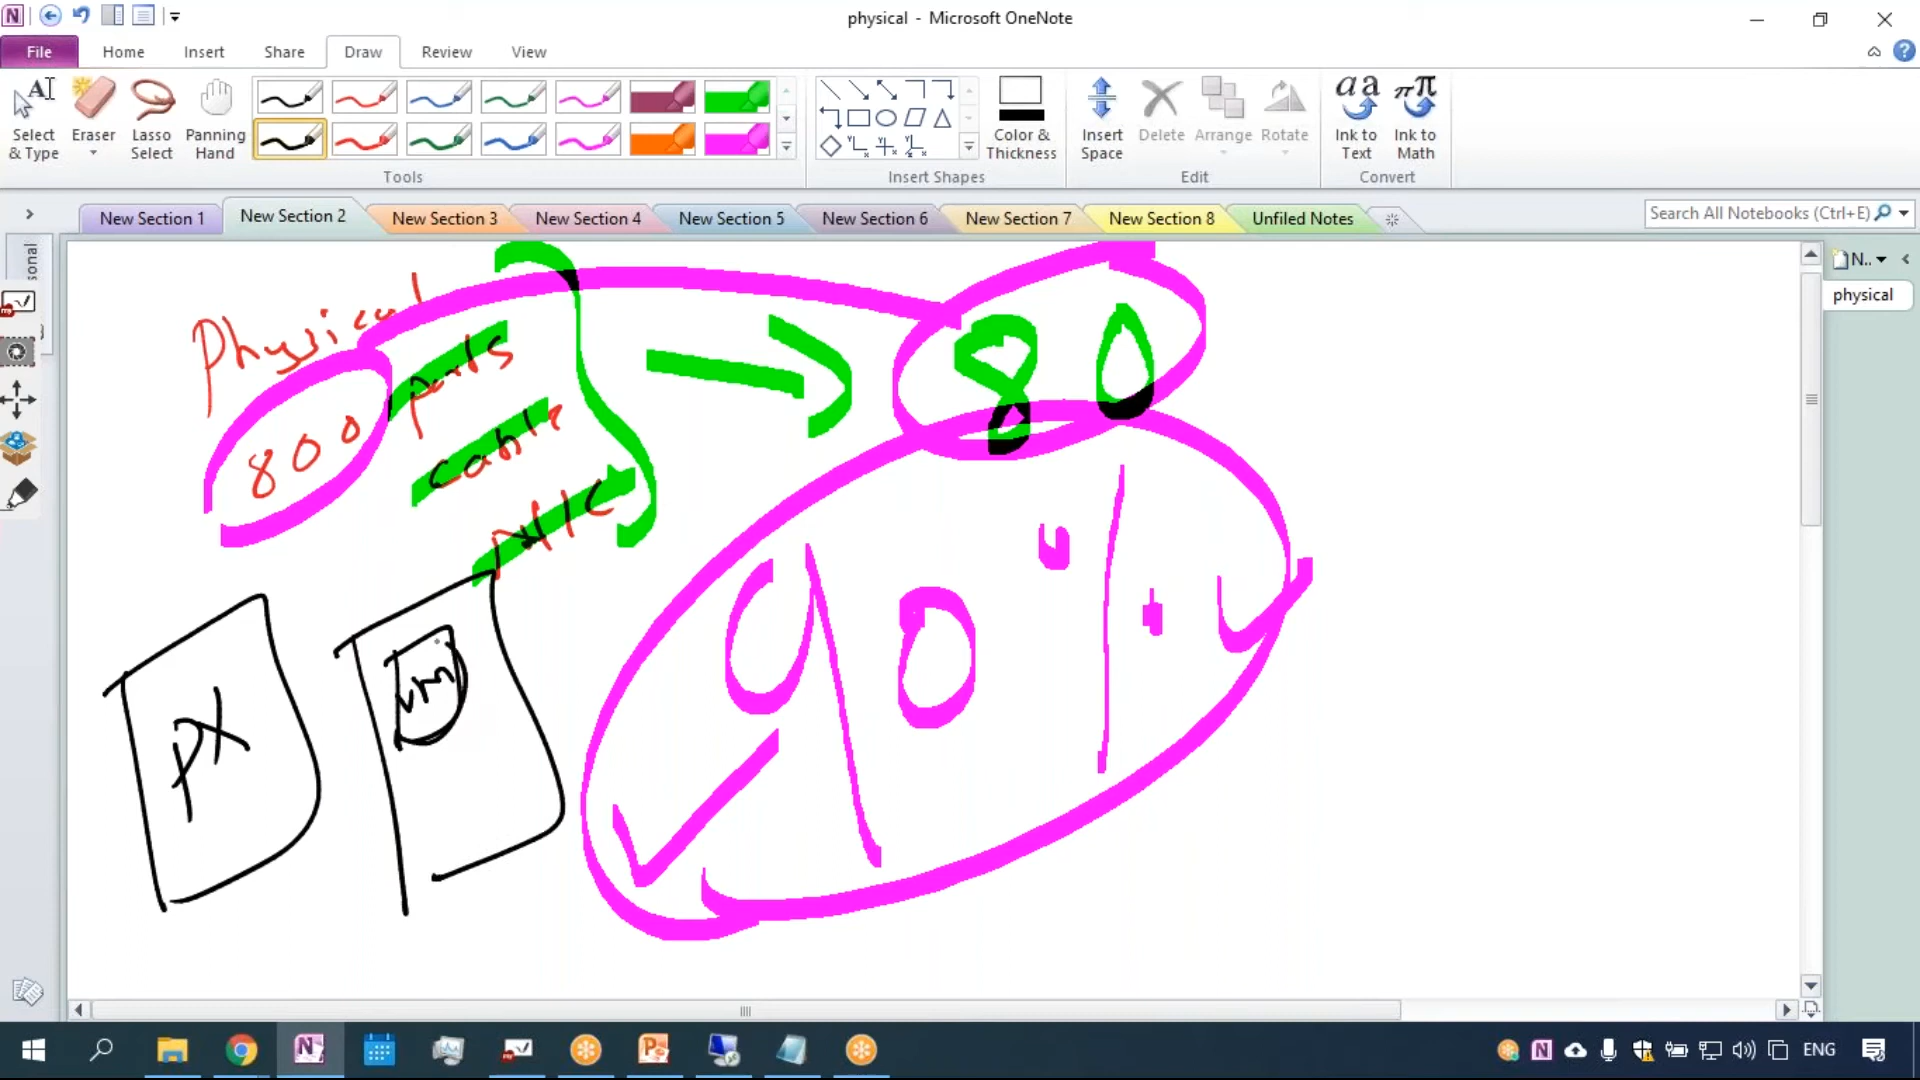 physical - Microsoft OneNote
File Home Insert Share Draw Review View
Select & Type
Eraser
Lasso Select
Panning Hand
Color & Thickness
Insert Space
Delete
Arrange
Rotate
Ink to Text
Ink to Math
Tools
Insert Shapes
Edit
Convert
New Section 1 New Section 2 New Section 3 New Section 4 New Section 5 New Section 6 New Section 7 New Section 8 Unfiled Notes
Search All Notebooks (Ctrl+E)
N..
physical
sonal
Physical
80
800 ports
cable
NIC
90%
PX
VM
ENG